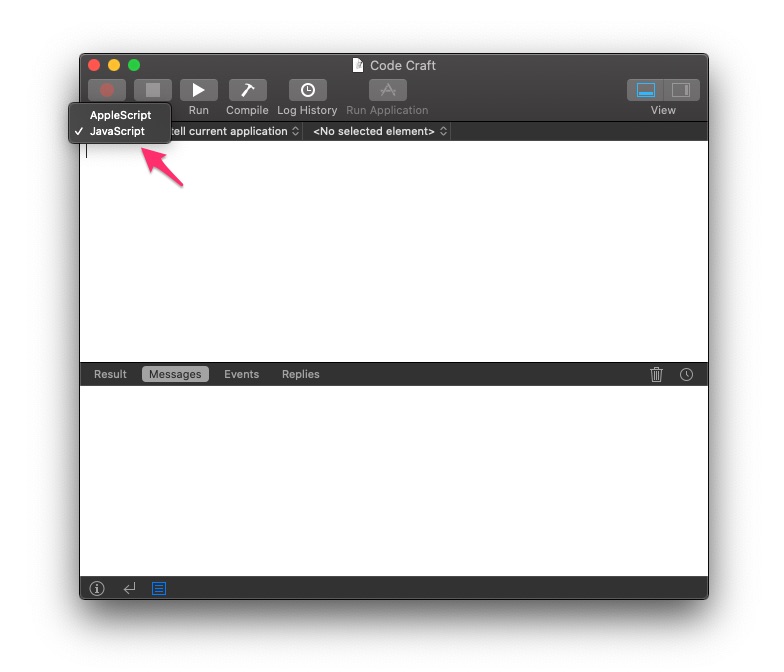 Code Craft
Run Compile Log History Run Application View
AppleScript
✓ JavaScript tell current application <No selected element>
Result Messages Events Replies